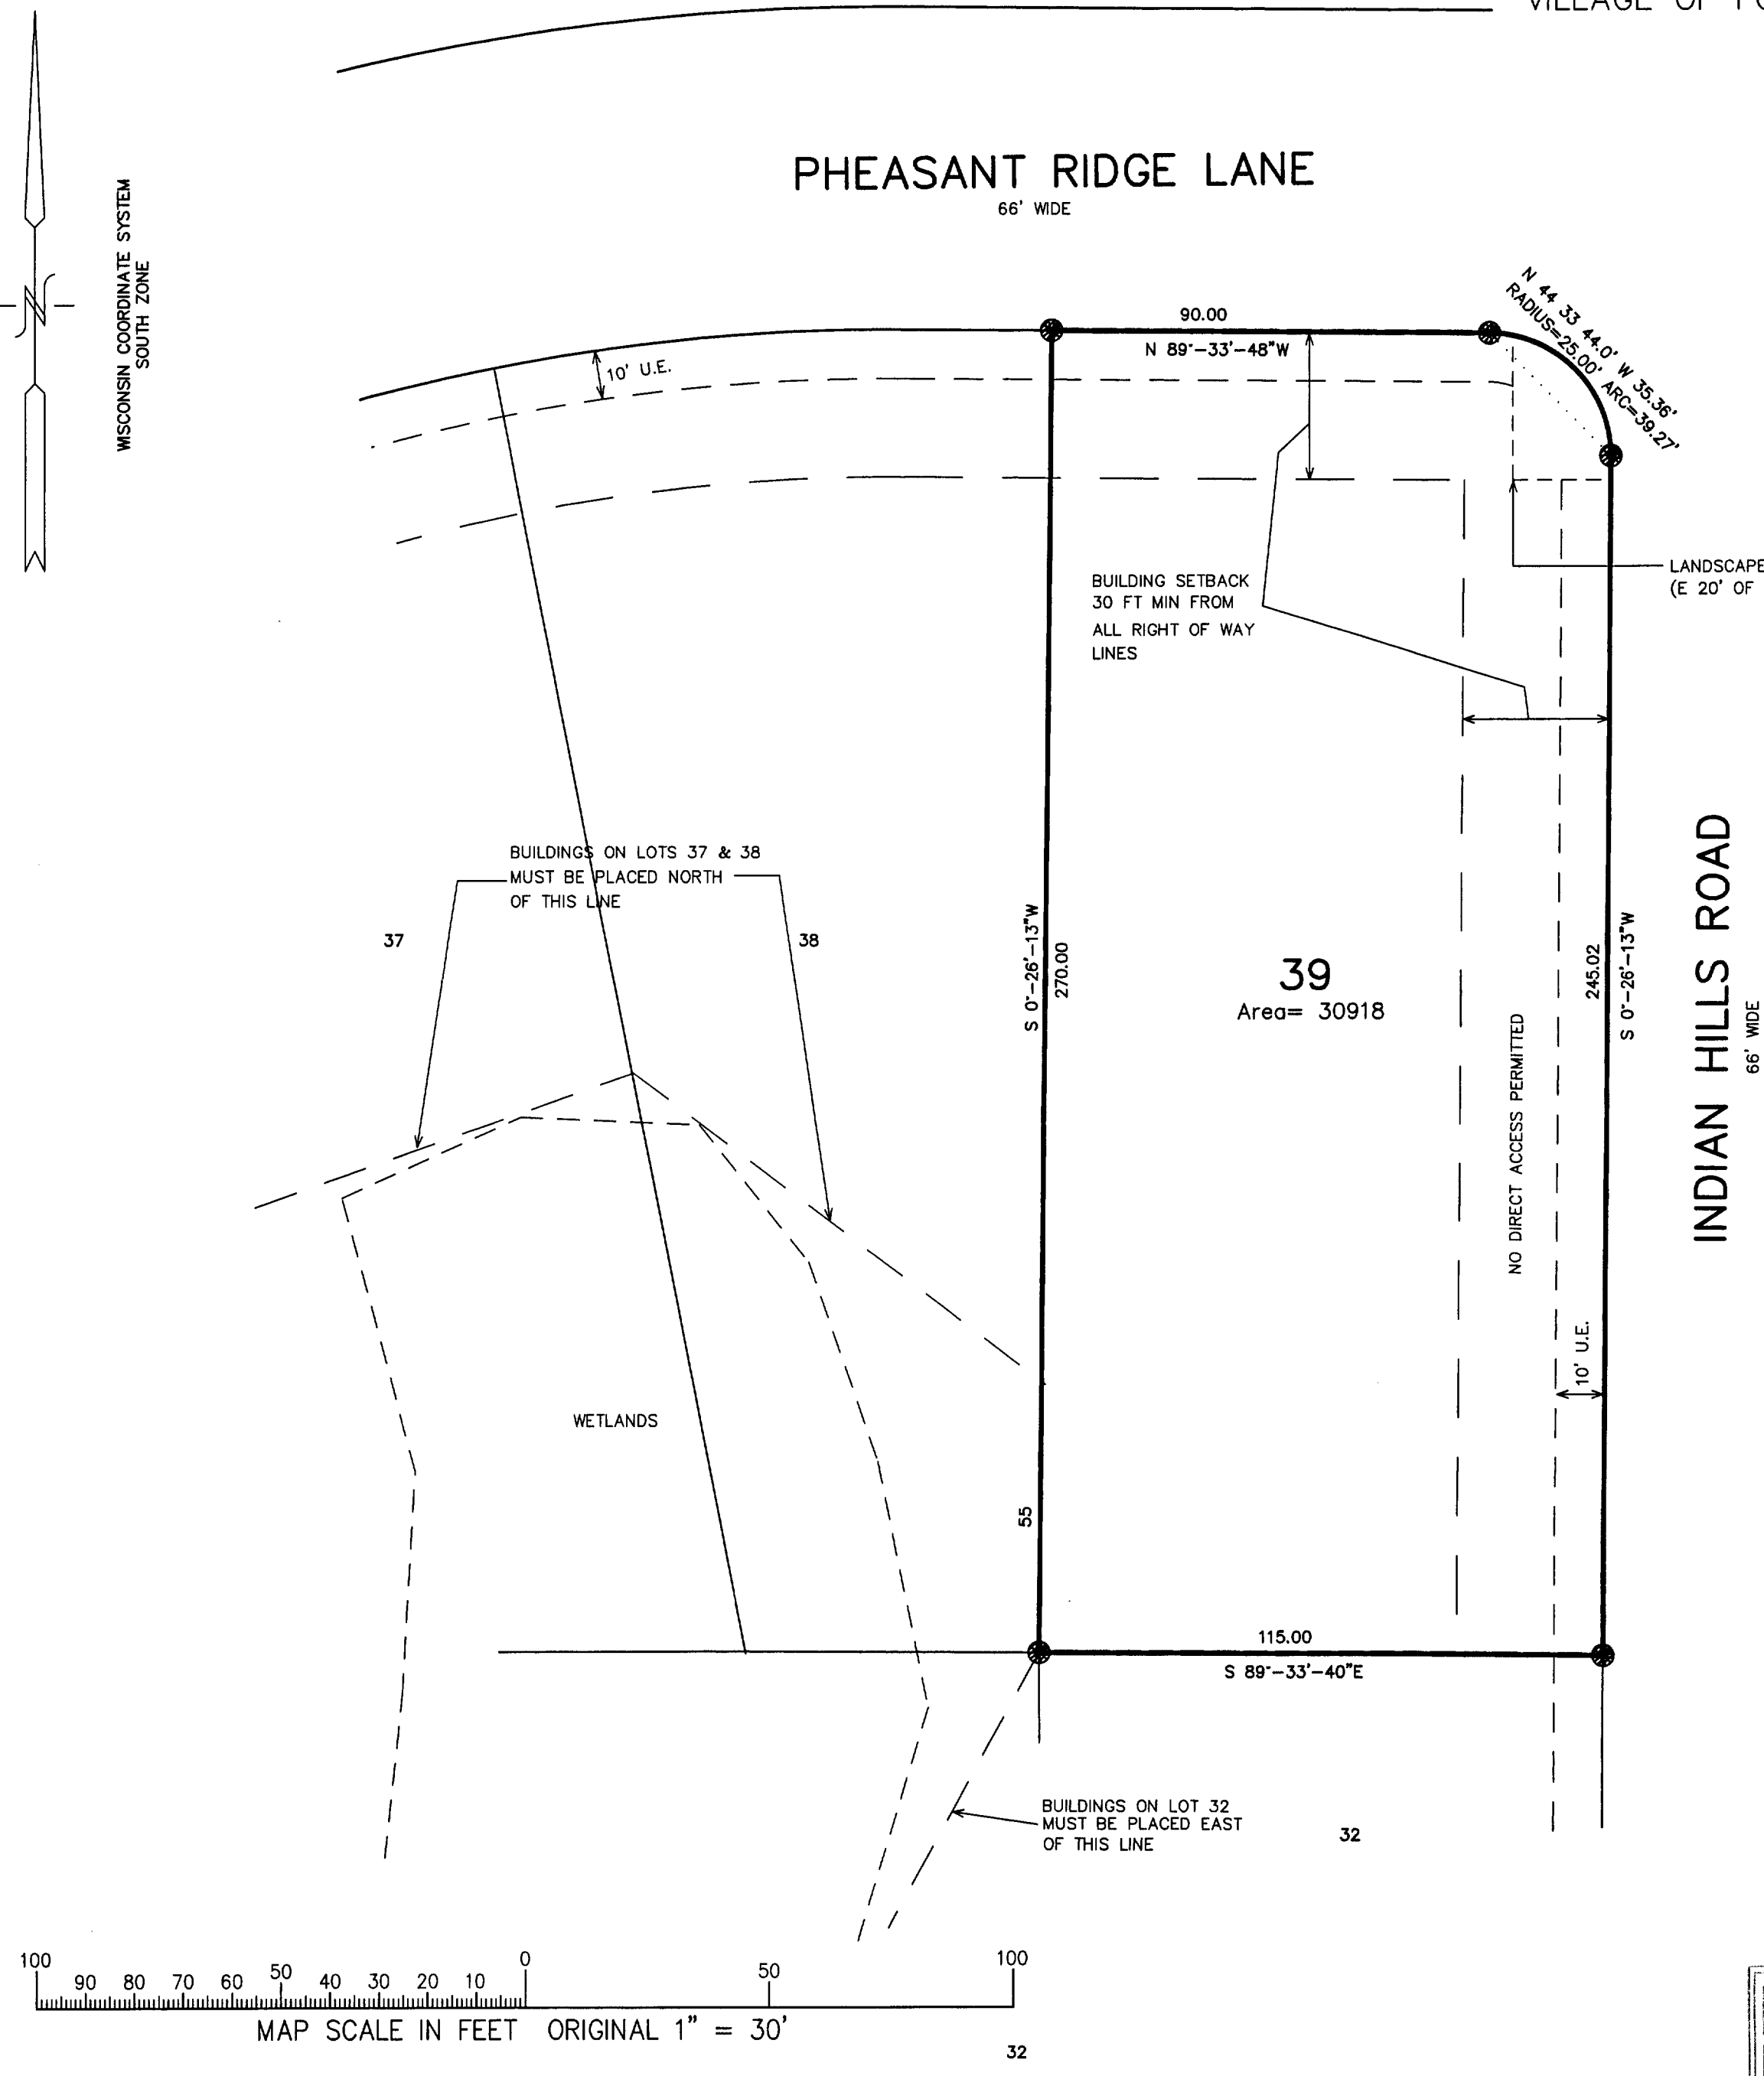 VILLAGE OF
PHEASANT RIDGE LANE
66' WIDE
WISCONSIN COORDINATE SYSTEM
SOUTH ZONE
N
90.00
N 89°-33'-48"W
N 44 33 44.0' W 35.36'
RADIUS=25.00' ARC=39.27'
10' U.E.
LANDSCAPE
(E 20' OF
BUILDING SETBACK
30 FT MIN FROM
ALL RIGHT OF WAY
LINES
BUILDINGS ON LOTS 37 & 38
MUST BE PLACED NORTH
OF THIS LINE
37
38
S 0°-26'-13"W
270.00
39
Area= 30918
245.02
S 0°-26'-13"W
INDIAN HILLS ROAD
66' WIDE
NO DIRECT ACCESS PERMITTED
10' U.E.
WETLANDS
55
115.00
S 89°-33'-40"E
BUILDINGS ON LOT 32
MUST BE PLACED EAST
OF THIS LINE
32
100 90 80 70 60 50 40 30 20 10 0 50 100
MAP SCALE IN FEET ORIGINAL 1" = 30'
32